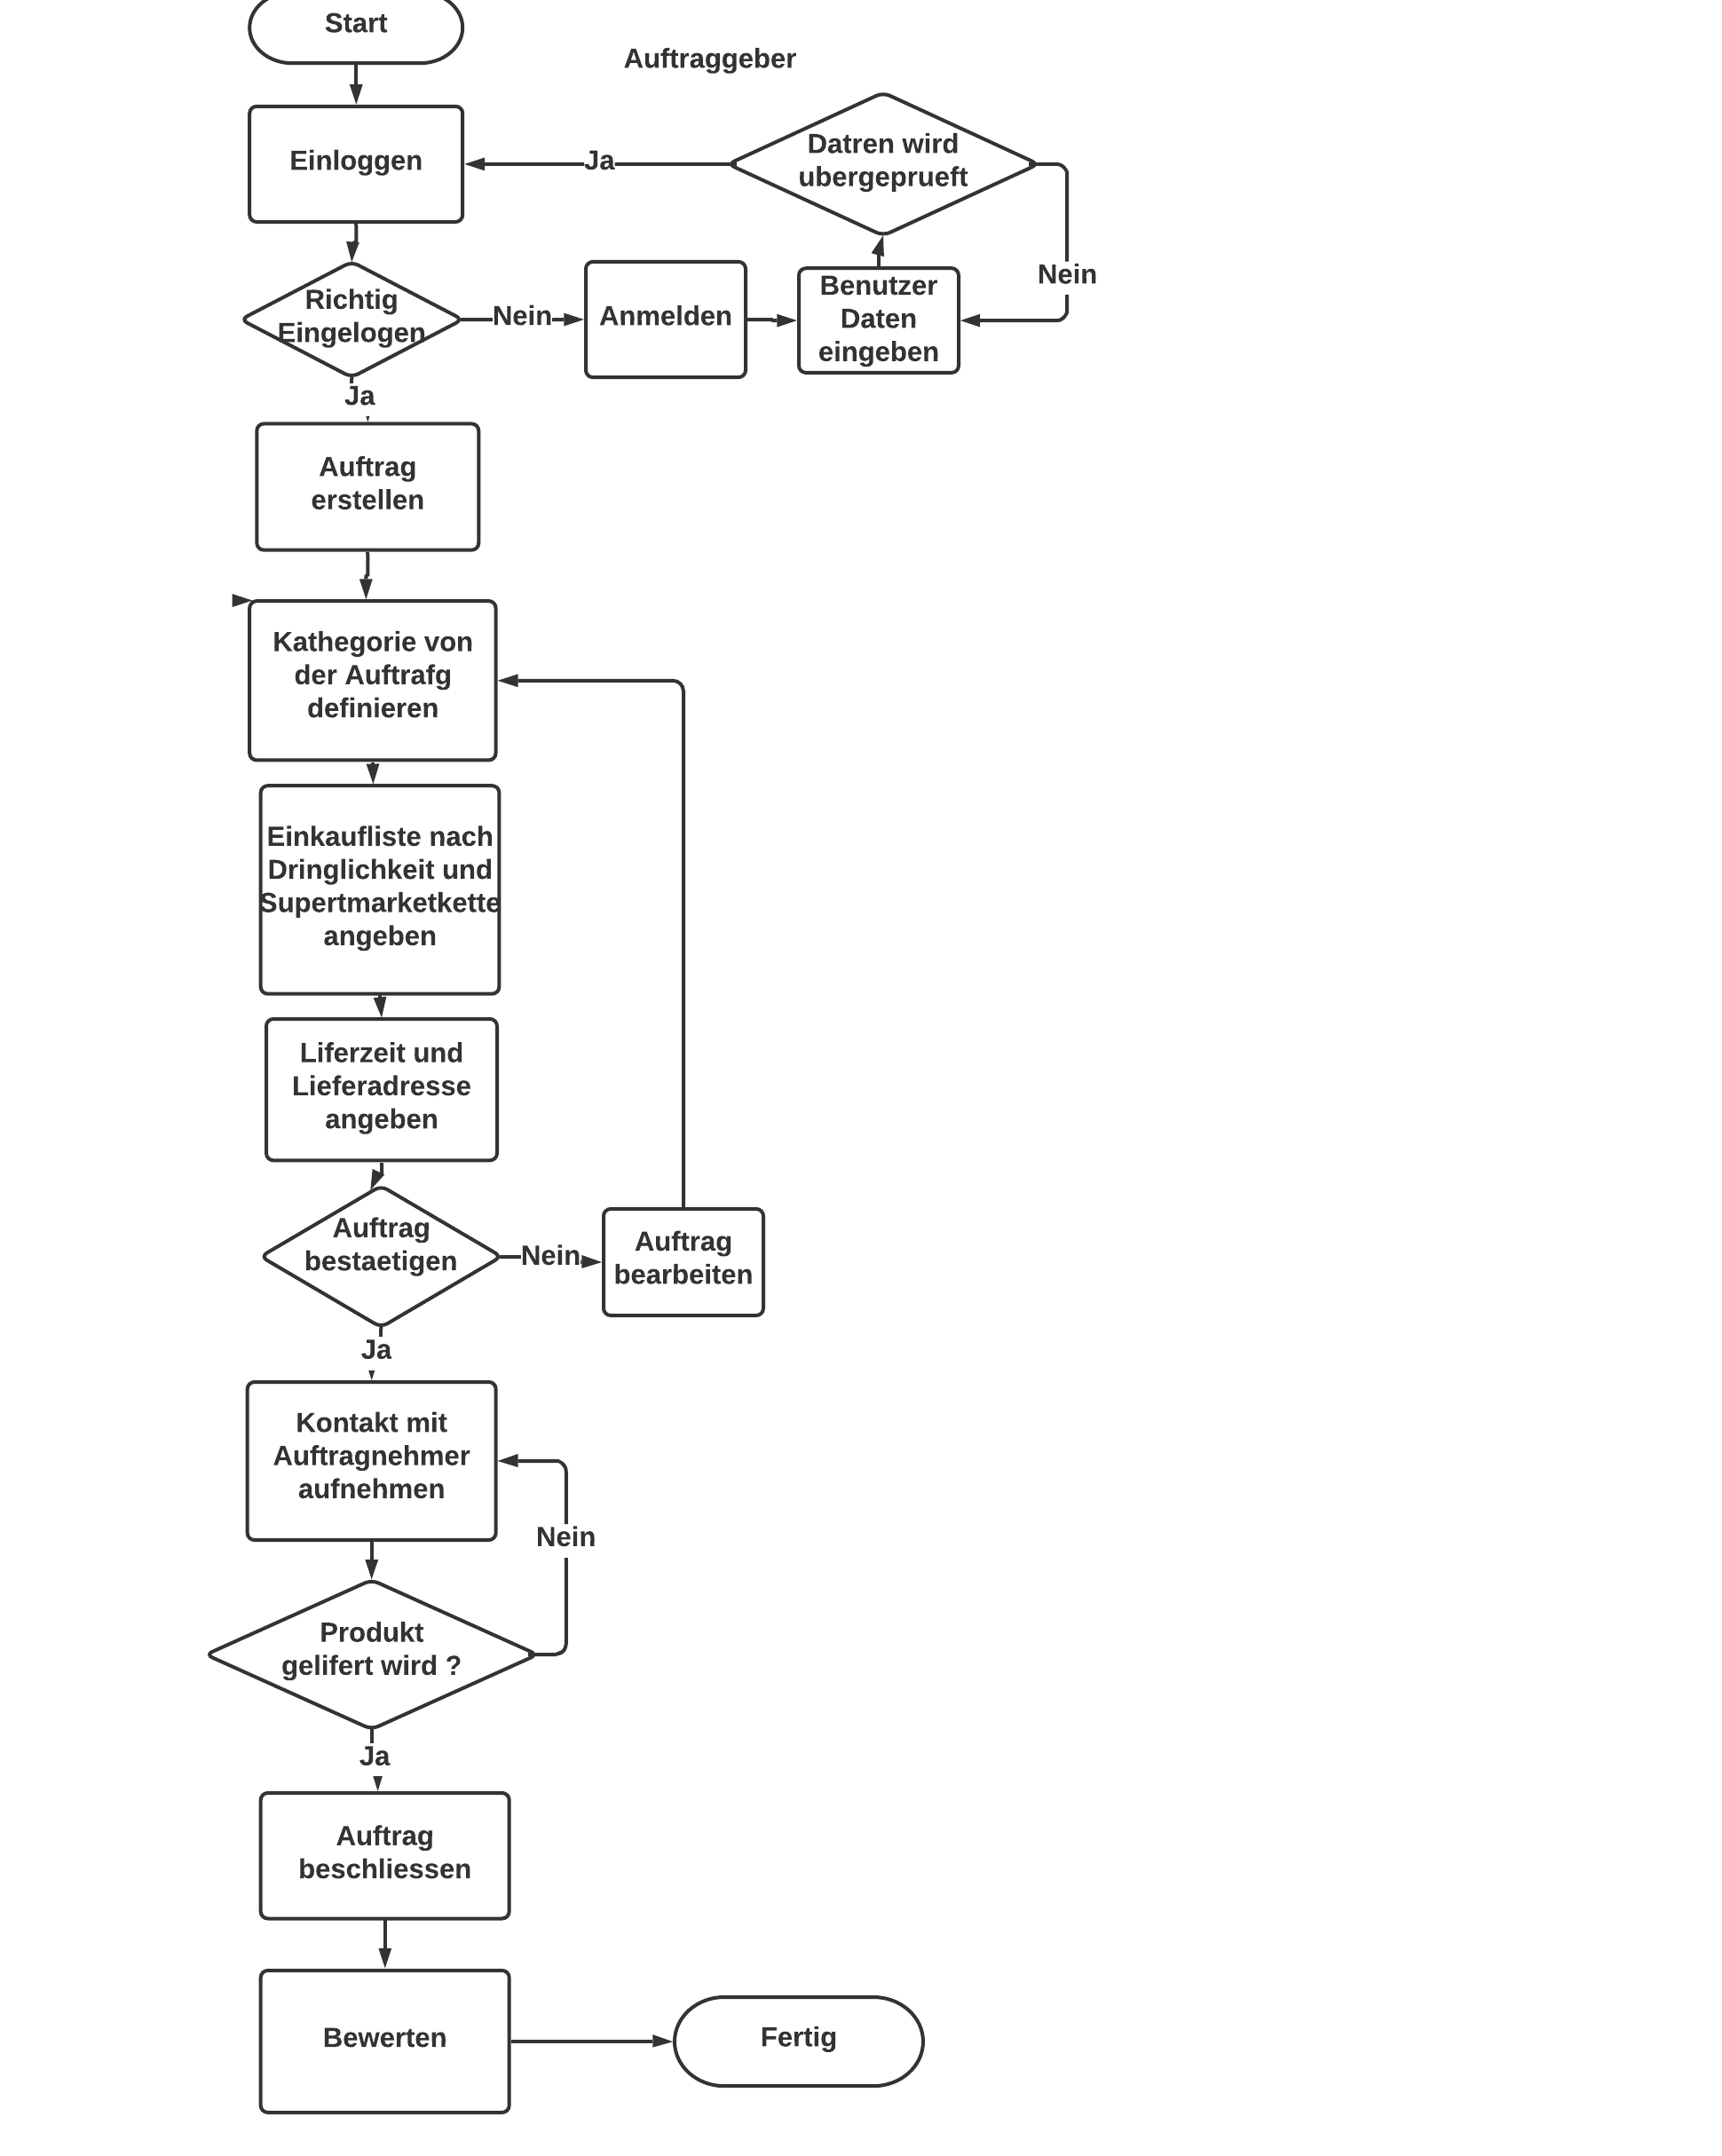 Start
Auftraggeber
Datren wird
ubergeprueft
Einloggen
Ja
Nein
Richtig
Eingelogen
Nein
Anmelden
Benutzer
Daten
eingeben
Ja
Auftrag
erstellen
Kathegorie von
der Auftrafg
definieren
Einkaufliste nach
Dringlichkeit und
Supertmarketkette
angeben
Liferzeit und
Lieferadresse
angeben
Auftrag
bestaetigen
Nein
Auftrag
bearbeiten
Ja
Kontakt mit
Auftragnehmer
aufnehmen
Nein
Produkt
gelifert wird ?
Ja
Auftrag
beschliessen
Bewerten
Fertig